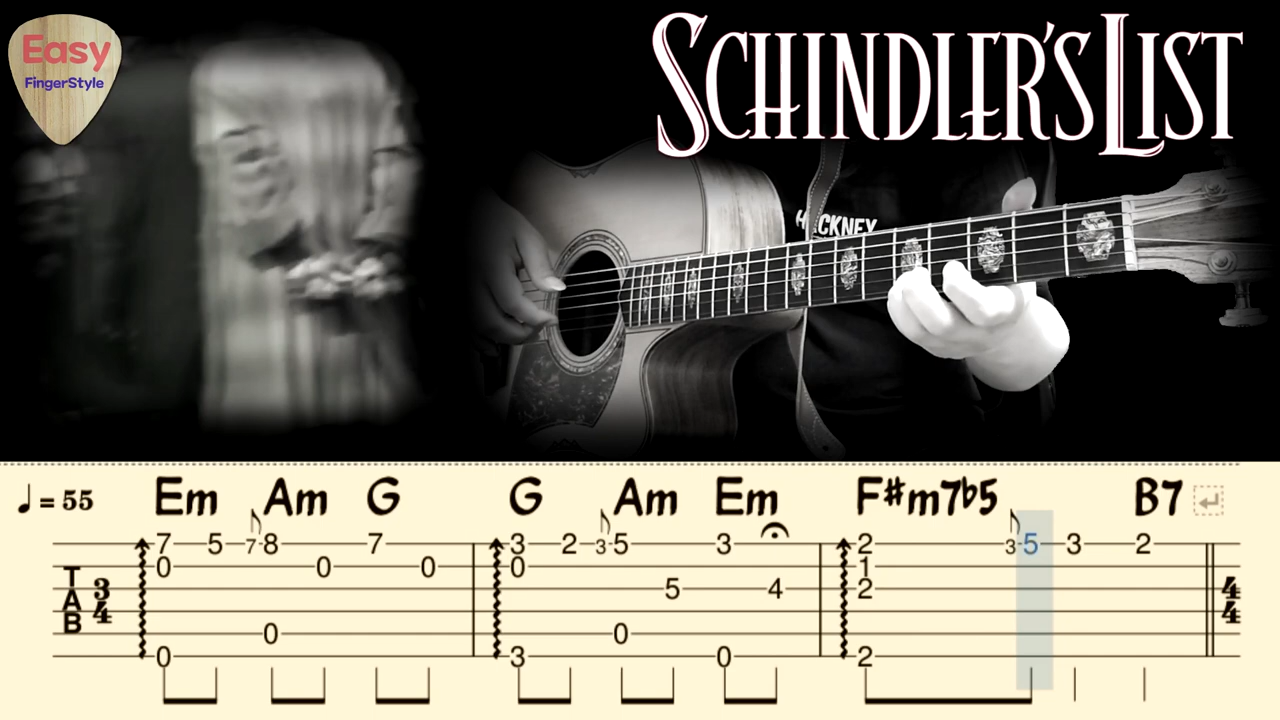 Easy
FingerStyle
SCHINDLER'S LIST
HACKNEY
♩ = 55
Em Am G G Am Em F#m7b5 B7
7 5 7 8 7 3 2 3 5 3 2 3 5 3 2
0 0 0 0 1
T A B 3 4 5 4 2 4 4
0 0
0 3 0 2